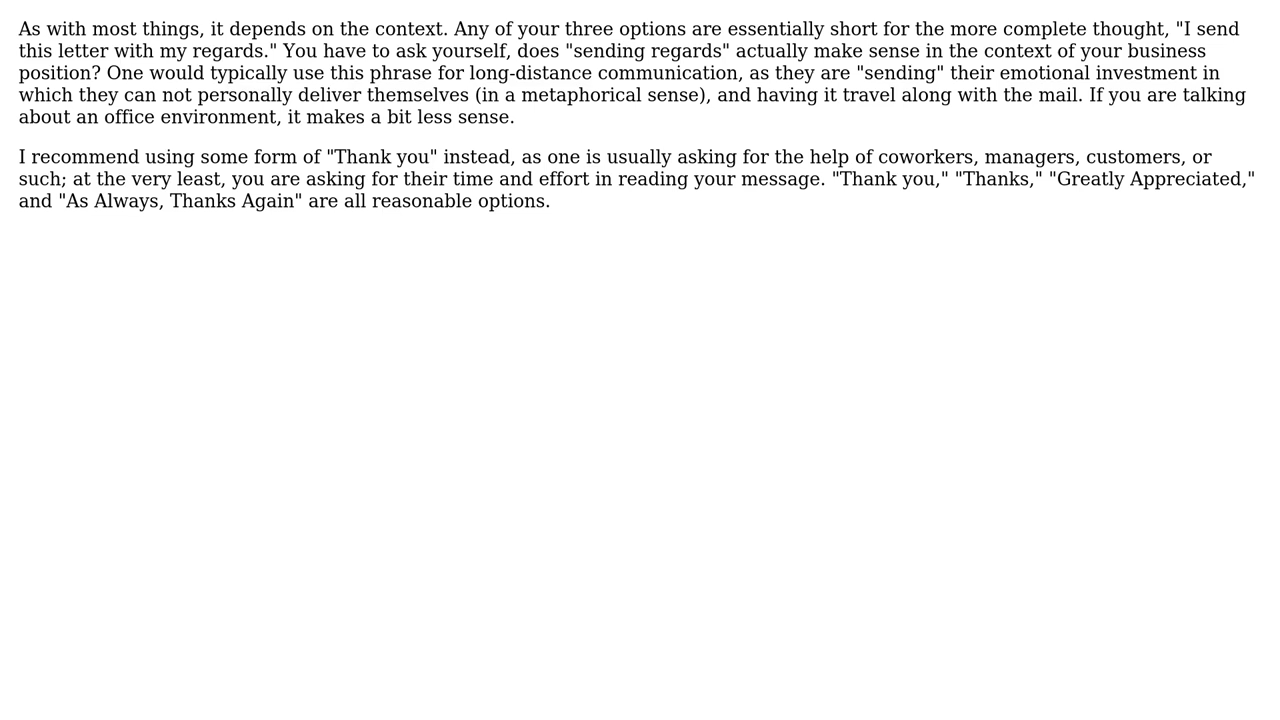 As with most things, it depends on the context. Any of your three options are essentially short for the more complete thought, "I send
this letter with my regards." You have to ask yourself, does "sending regards" actually make sense in the context of your business
position? One would typically use this phrase for long-distance communication, as they are "sending" their emotional investment in
which they can not personally deliver themselves (in a metaphorical sense), and having it travel along with the mail. If you are talking
about an office environment, it makes a bit less sense.
I recommend using some form of "Thank you" instead, as one is usually asking for the help of coworkers, managers, customers, or
such; at the very least, you are asking for their time and effort in reading your message. "Thank you," "Thanks," "Greatly Appreciated,"
and "As Always, Thanks Again" are all reasonable options.